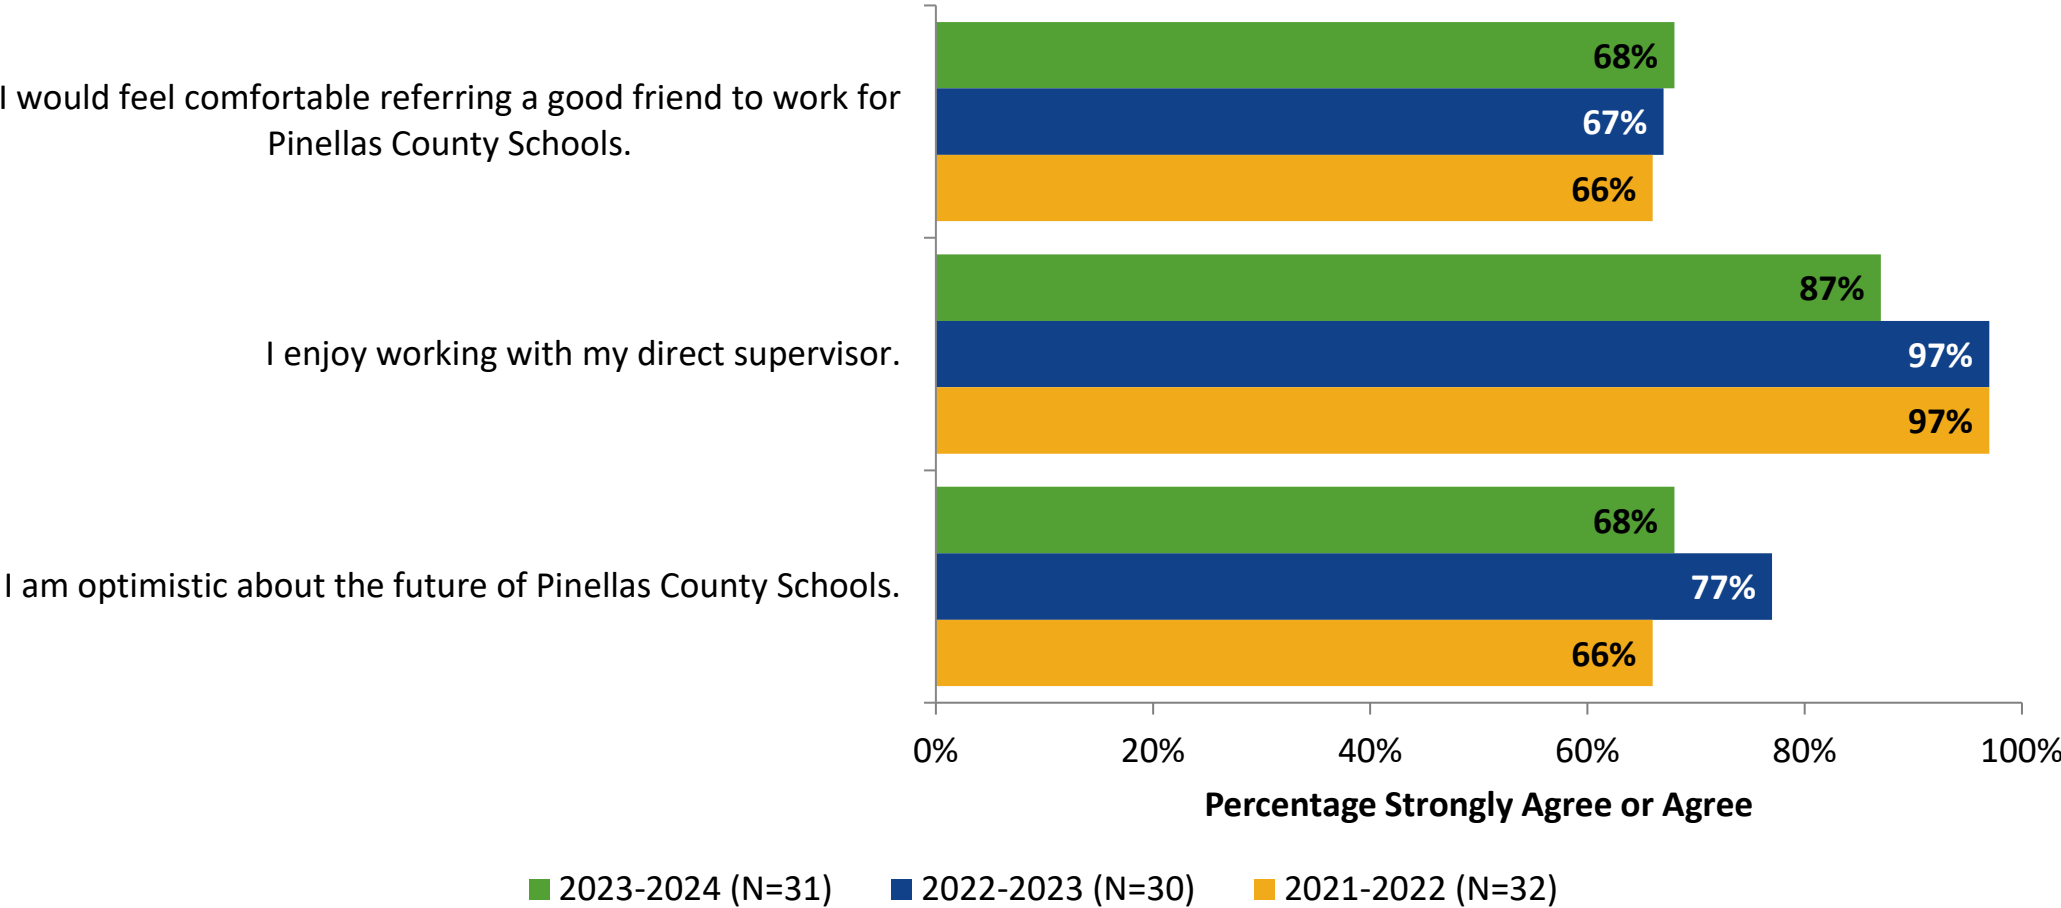 68%
I would feel comfortable referring a good friend to work for
Pinellas County Schools.
67%
66%
87%
I enjoy working with my direct supervisor.
97%
97%
68%
I am optimistic about the future of Pinellas County Schools.
77%
66%
0% 20% 40% 60% 80% 100%
Percentage Strongly Agree or Agree
2023-2024 (N=31) 2022-2023 (N=30) 2021-2022 (N=32)